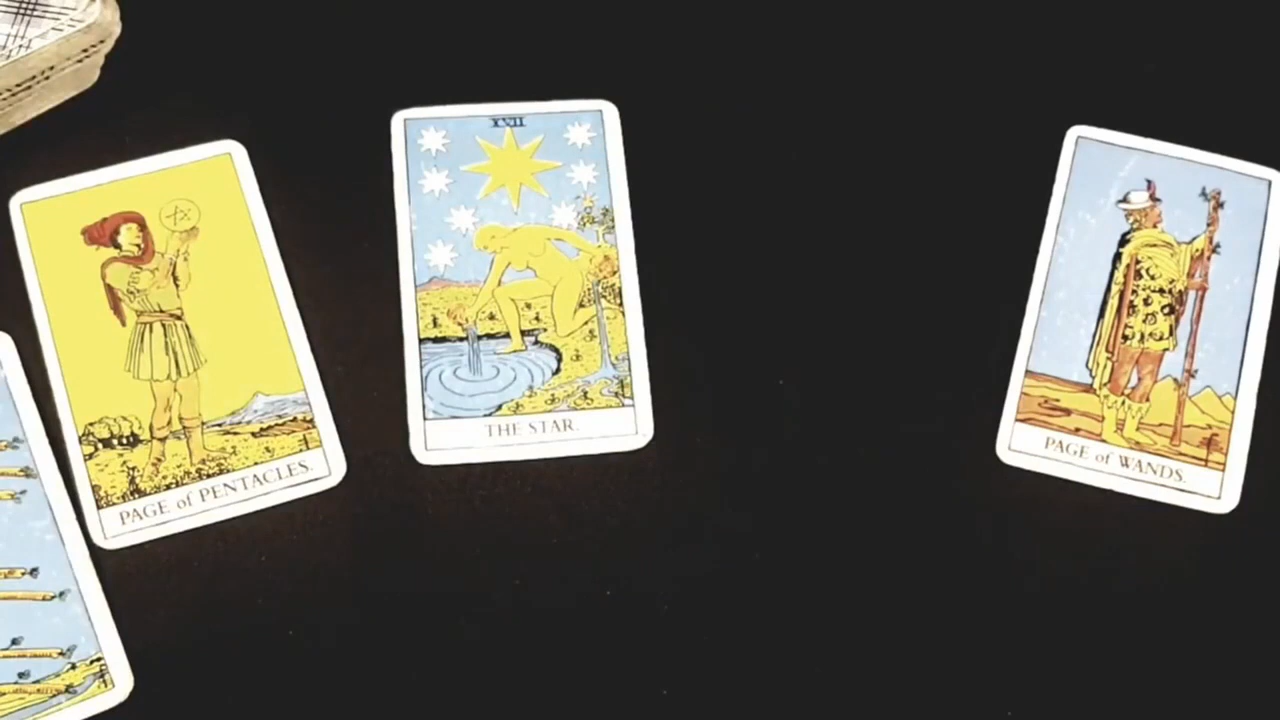 PAGE of PENTACLES.
XVII
THE STAR.
PAGE of WANDS.